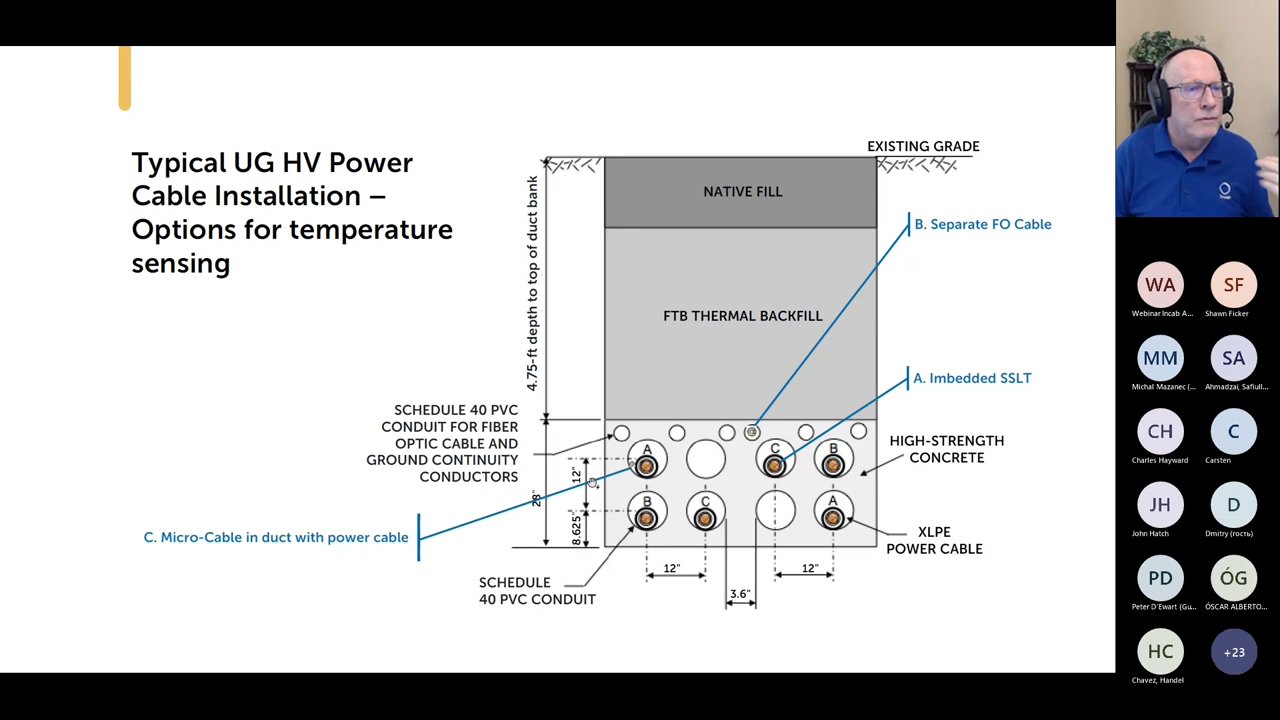 Typical UG HV Power
Cable Installation –
Options for temperature
sensing
EXISTING GRADE
NATIVE FILL
4.75-ft depth to top of duct bank
B. Separate FO Cable
FTB THERMAL BACKFILL
A. Imbedded SSLT
SCHEDULE 40 PVC
CONDUIT FOR FIBER
OPTIC CABLE AND
GROUND CONTINUITY
CONDUCTORS
HIGH-STRENGTH
CONCRETE
A
C
B
12"
28"
B
C
A
8.625"
C. Micro-Cable in duct with power cable
XLPE
POWER CABLE
12"
12"
SCHEDULE
40 PVC CONDUIT
3.6"
WA
Webinar Incab A...
SF
Shawn Ficker
MM
Michal Mazanec (...
SA
Ahmadzai, Safiull...
CH
Charles Hayward
C
Carsten
JH
John Hatch
D
Dmitry (гость)
PD
Peter D'Ewart (Gu...
ÓG
ÓSCAR ALBERTO...
HC
Chavez, Handel
+23